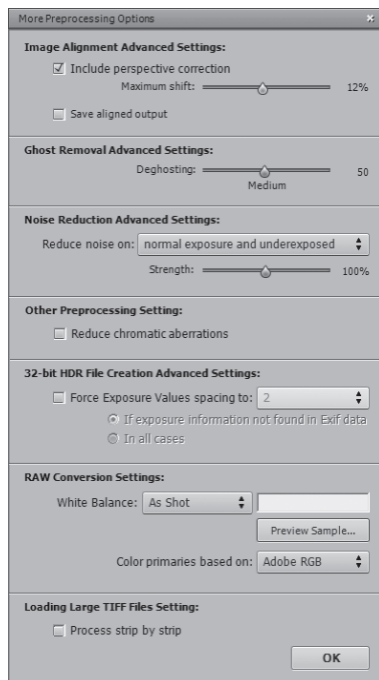 More Preprocessing Options
Image Alignment Advanced Settings:
Include perspective correction
Maximum shift: 12%
Save aligned output
Ghost Removal Advanced Settings:
Deghosting: 50
Medium
Noise Reduction Advanced Settings:
Reduce noise on: normal exposure and underexposed
Strength: 100%
Other Preprocessing Setting:
Reduce chromatic aberrations
32-bit HDR File Creation Advanced Settings:
Force Exposure Values spacing to: 2
If exposure information not found in Exif data
In all cases
RAW Conversion Settings:
White Balance: As Shot
Preview Sample...
Color primaries based on: Adobe RGB
Loading Large TIFF Files Setting:
Process strip by strip
OK